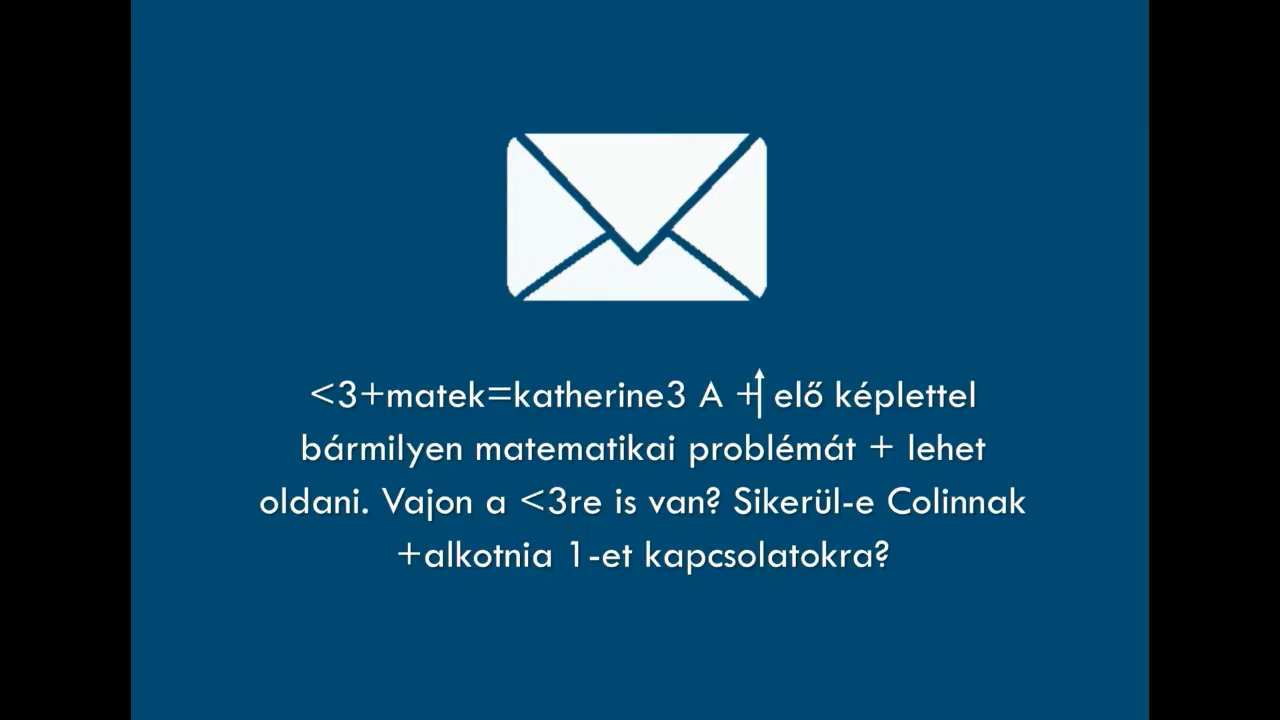 <3+matek=katherine3 A + elő képlettel
bármilyen matematikai problémát + lehet
oldani. Vajon a <3re is van? Sikerül-e Colinnak
+alkotnia 1-et kapcsolatokra?